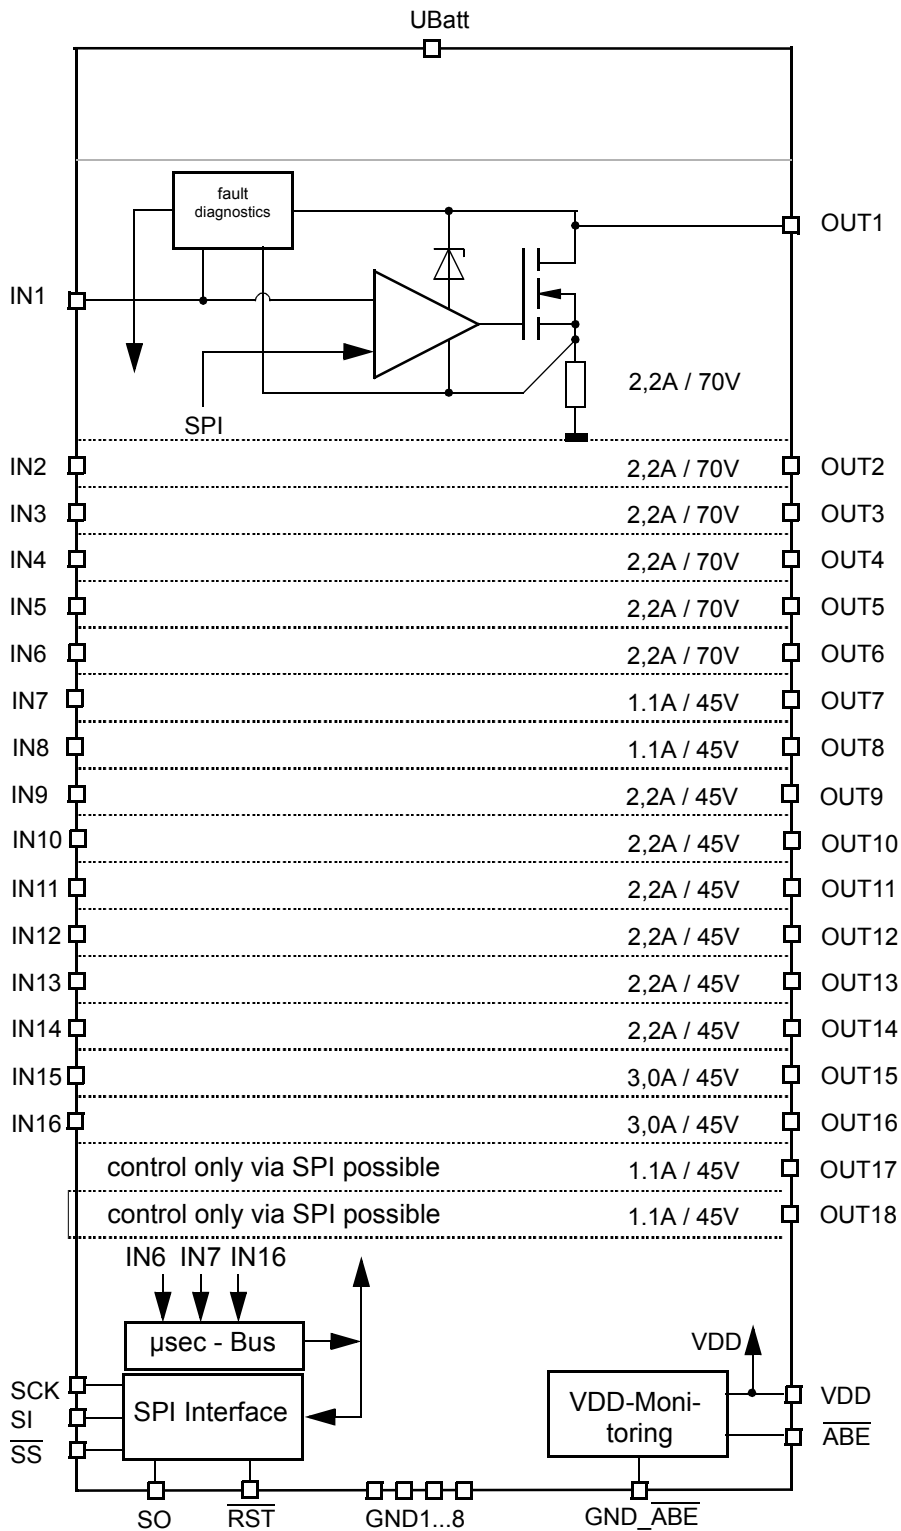 UBatt
fault
diagnostics
OUT1
IN1
2,2A / 70V
SPI
IN2 2,2A / 70V OUT2
IN3 2,2A / 70V OUT3
IN4 2,2A / 70V OUT4
IN5 2,2A / 70V OUT5
IN6 2,2A / 70V OUT6
IN7 1.1A / 45V OUT7
IN8 1.1A / 45V OUT8
IN9 2,2A / 45V OUT9
IN10 2,2A / 45V OUT10
IN11 2,2A / 45V OUT11
IN12 2,2A / 45V OUT12
IN13 2,2A / 45V OUT13
IN14 2,2A / 45V OUT14
IN15 3,0A / 45V OUT15
IN16 3,0A / 45V OUT16
control only via SPI possible 1.1A / 45V OUT17
control only via SPI possible 1.1A / 45V OUT18
IN6 IN7 IN16
µsec - Bus
VDD
SCK
SI
SS
SPI Interface
VDD-Moni-
toring
VDD
ABE
SO RST GND1...8 GND_ABE